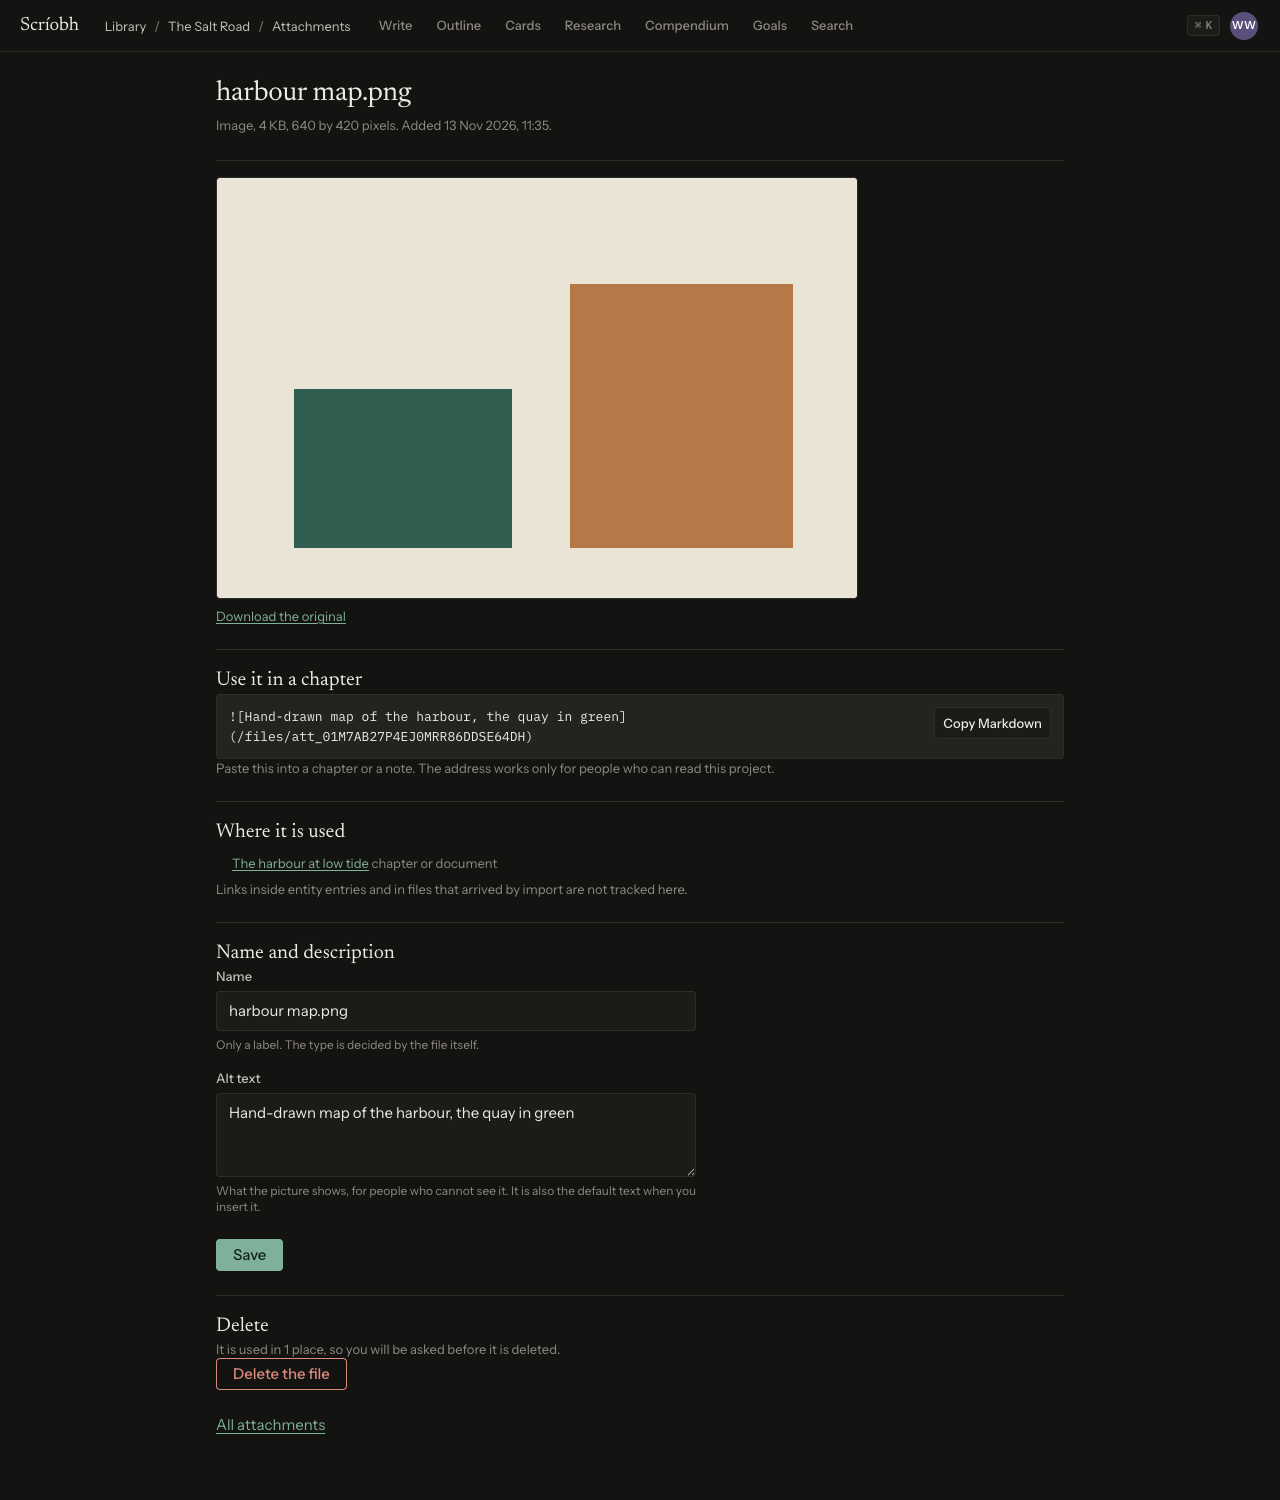 Scríobh
Library / The Salt Road / Attachments
Write Outline Cards Research Compendium Goals Search
⌘ K
WW
harbour map.png
Image, 4 KB, 640 by 420 pixels. Added 13 Nov 2026, 11:35.
Download the original
Use it in a chapter
![Hand-drawn map of the harbour, the quay in green]
(/files/att_01M7AB27P4EJ0MRR86DDSE64DH)
Copy Markdown
Paste this into a chapter or a note. The address works only for people who can read this project.
Where it is used
The harbour at low tide chapter or document
Links inside entity entries and in files that arrived by import are not tracked here.
Name and description
Name
harbour map.png
Only a label. The type is decided by the file itself.
Alt text
Hand-drawn map of the harbour, the quay in green
What the picture shows, for people who cannot see it. It is also the default text when you
insert it.
Save
Delete
It is used in 1 place, so you will be asked before it is deleted.
Delete the file
All attachments